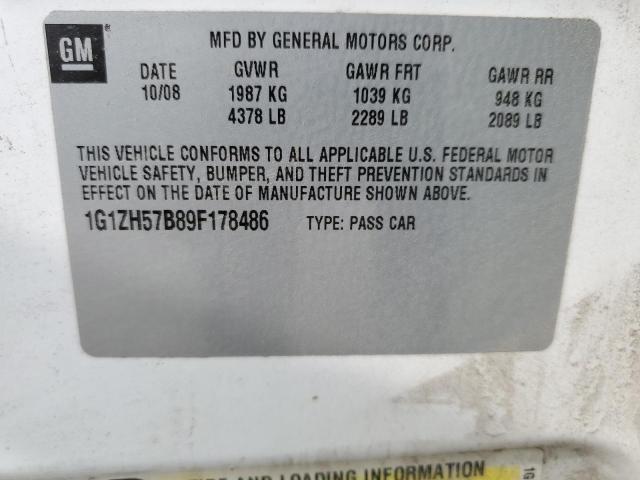 GM
MFD BY GENERAL MOTORS CORP.
DATE GVWR GAWR FRT GAWR RR
10/08 1987 KG 1039 KG 948 KG
4378 LB 2289 LB 2089 LB
THIS VEHICLE CONFORMS TO ALL APPLICABLE U.S. FEDERAL MOTOR
VEHICLE SAFETY, BUMPER, AND THEFT PREVENTION STANDARDS IN
EFFECT ON THE DATE OF MANUFACTURE SHOWN ABOVE.
1G1ZH57B89F178486 TYPE: PASS CAR
AND LOADING INFORMATION
1G